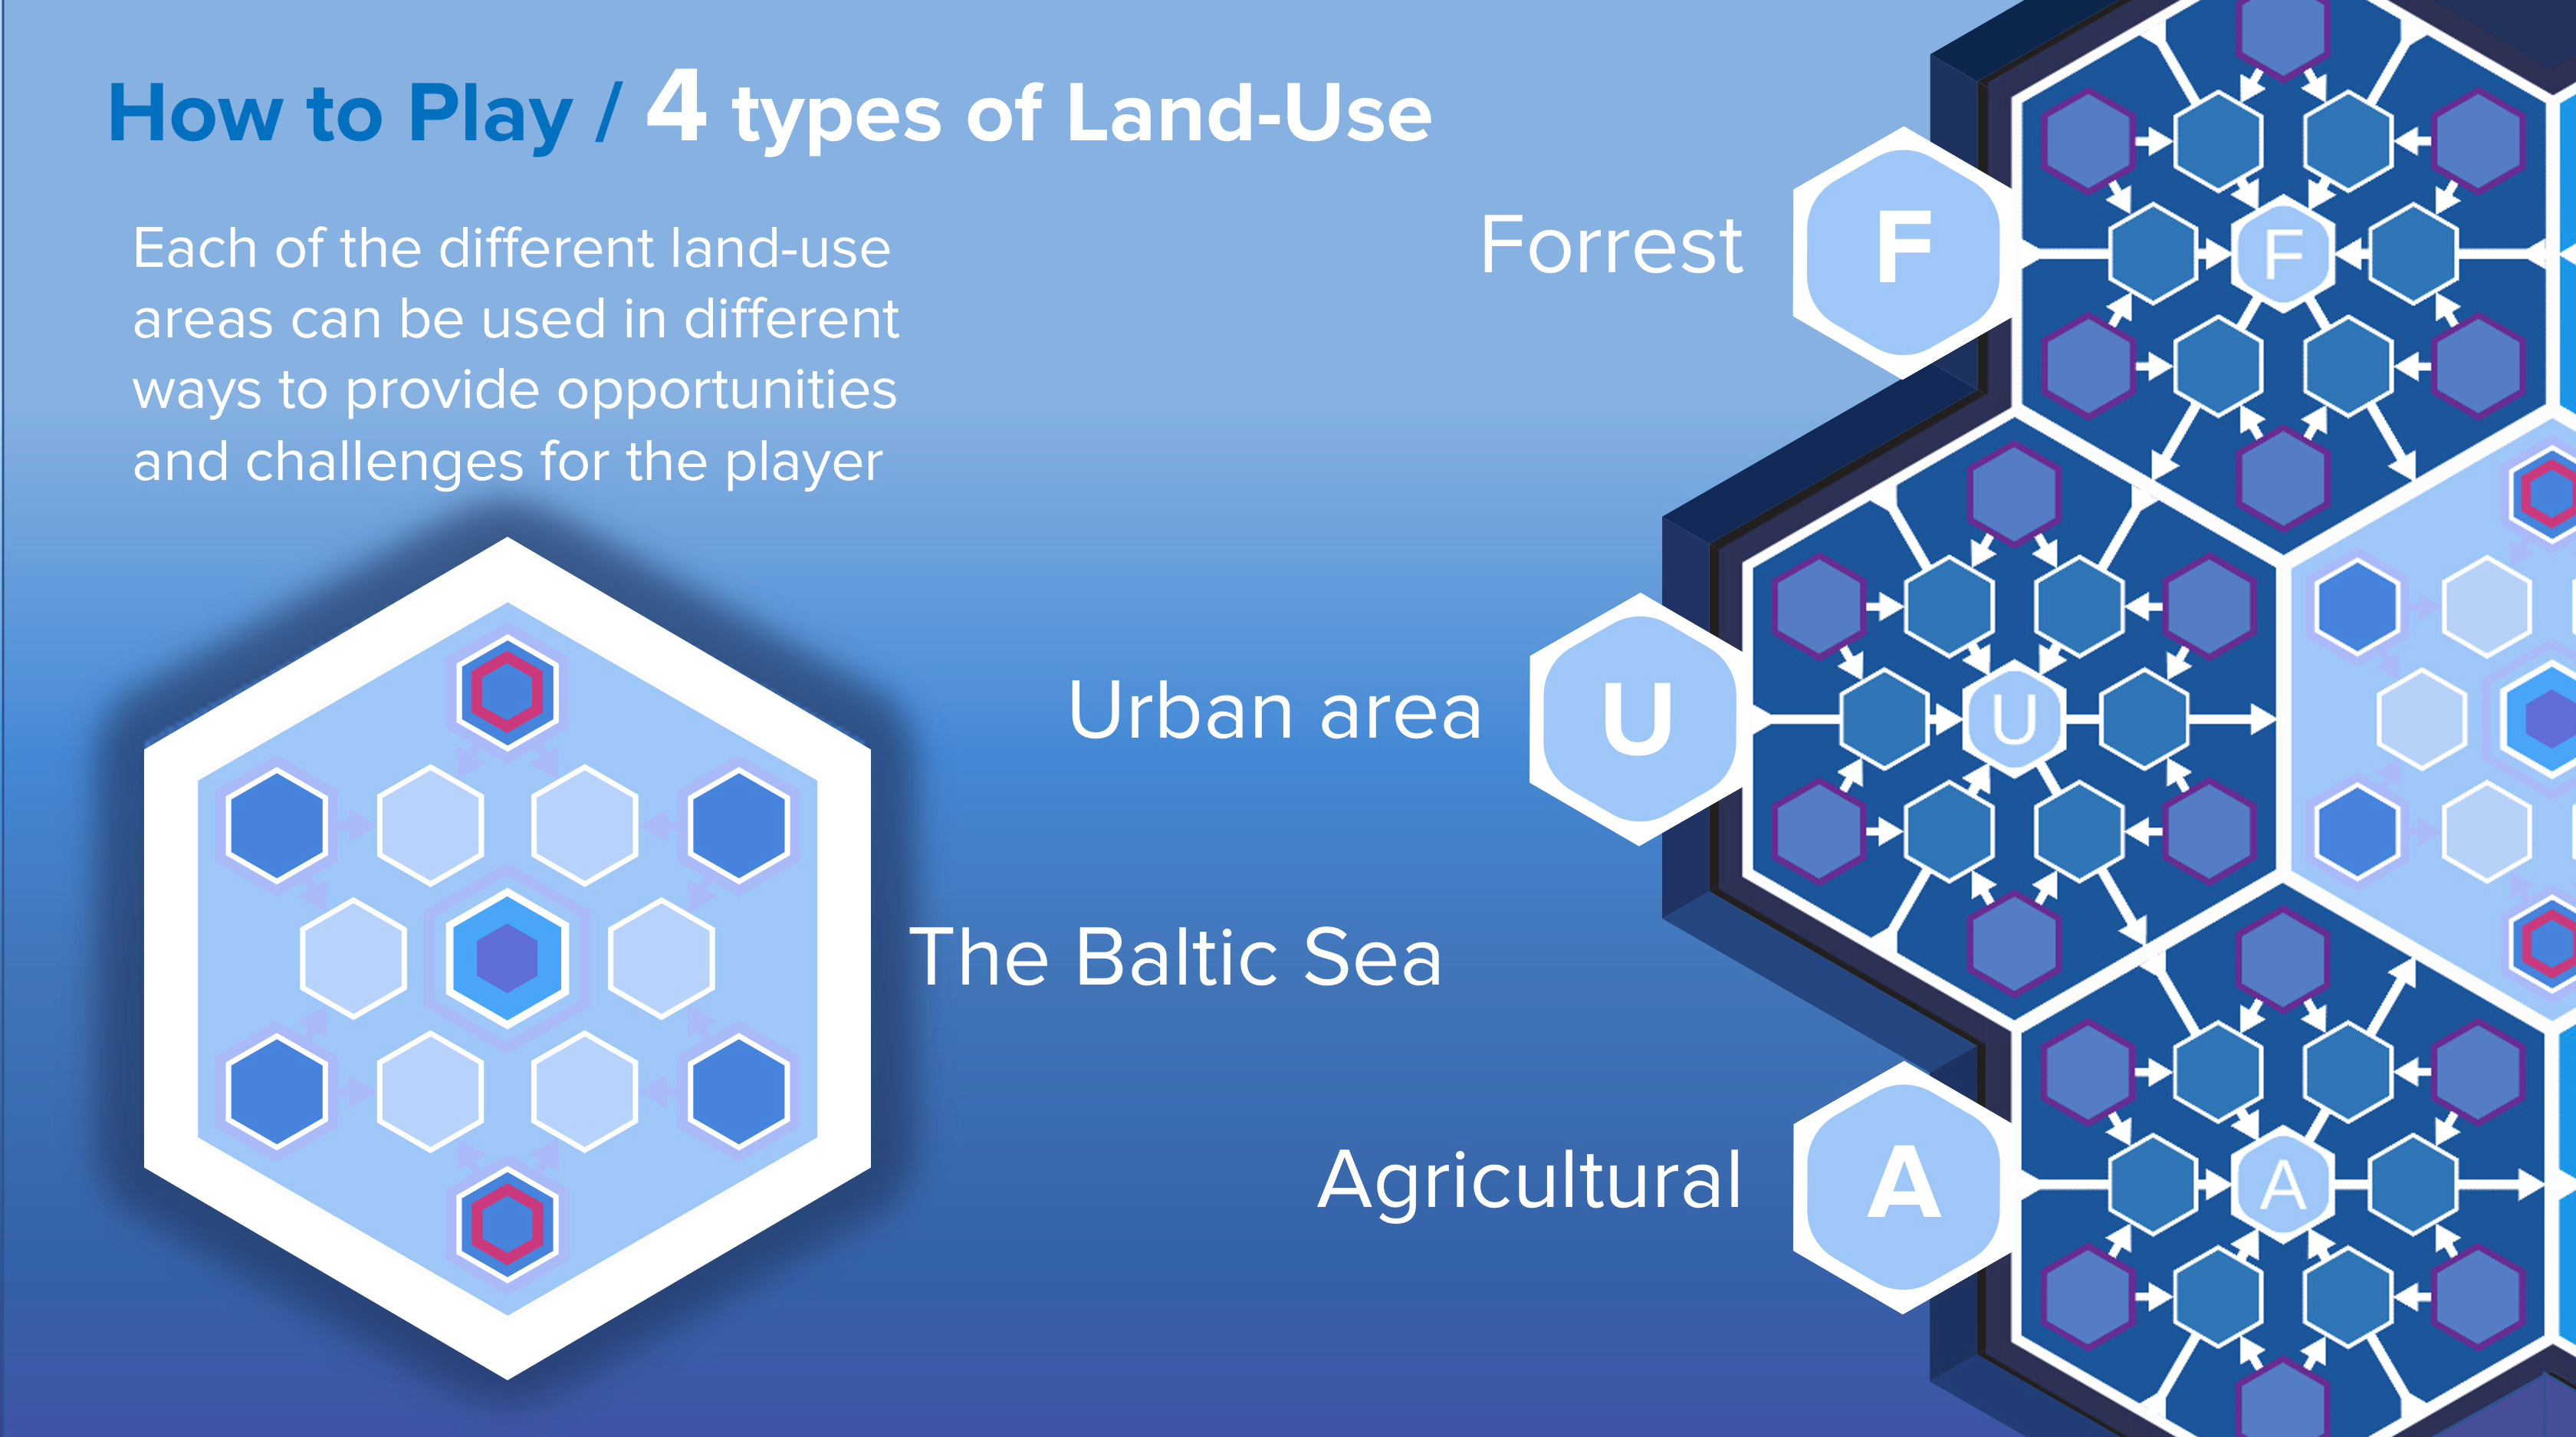 How to Play / 4 types of Land-Use
Each of the different land-use
areas can be used in different
ways to provide opportunities
and challenges for the player
Forrest
F
F
Urban area
U
U
The Baltic Sea
Agricultural
A
A